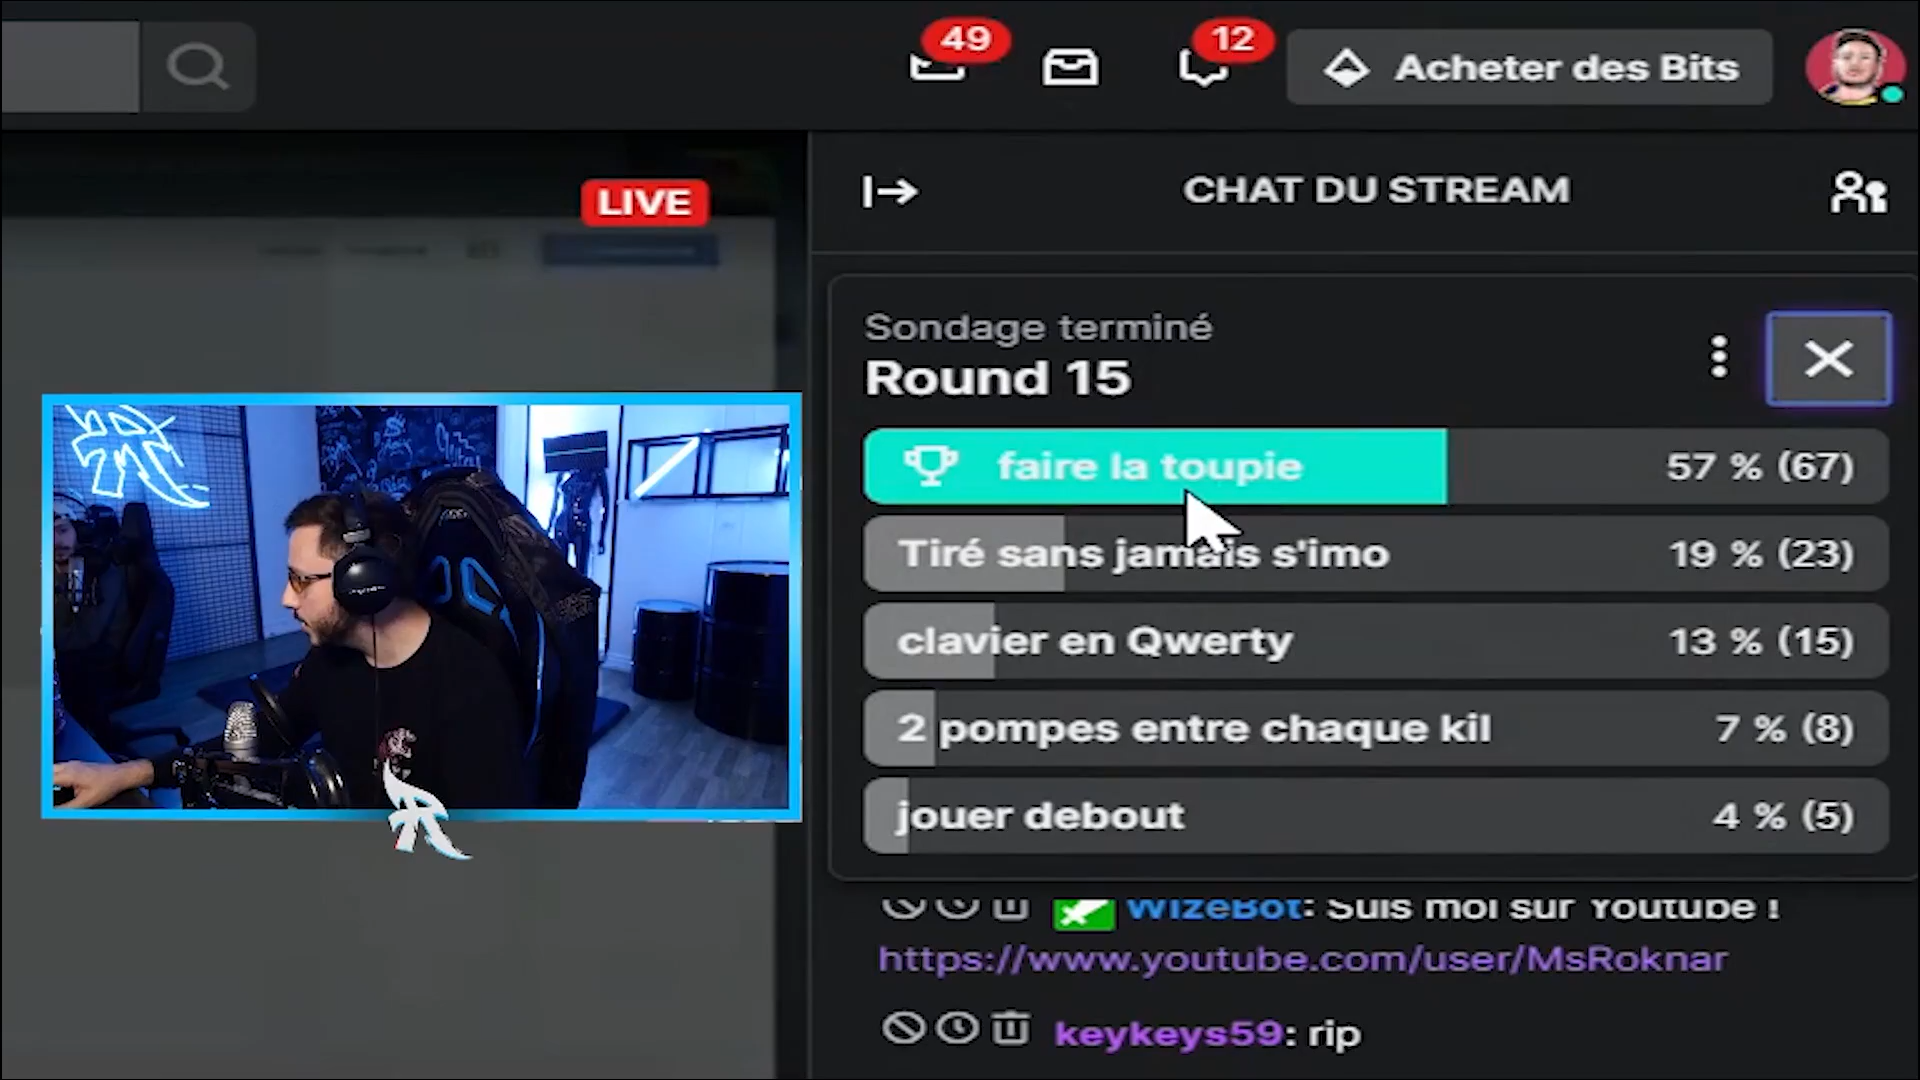 49
12
Acheter des Bits
LIVE
CHAT DU STREAM
Sondage terminé
Round 15
faire la toupie 57 % (67)
Tiré sans jamais s'imo 19 % (23)
clavier en Qwerty 13 % (15)
2 pompes entre chaque kil 7 % (8)
jouer debout 4 % (5)
WizeBot: Suis moi sur Youtube !
https://www.youtube.com/user/MsRoknar
keykeys59: rip